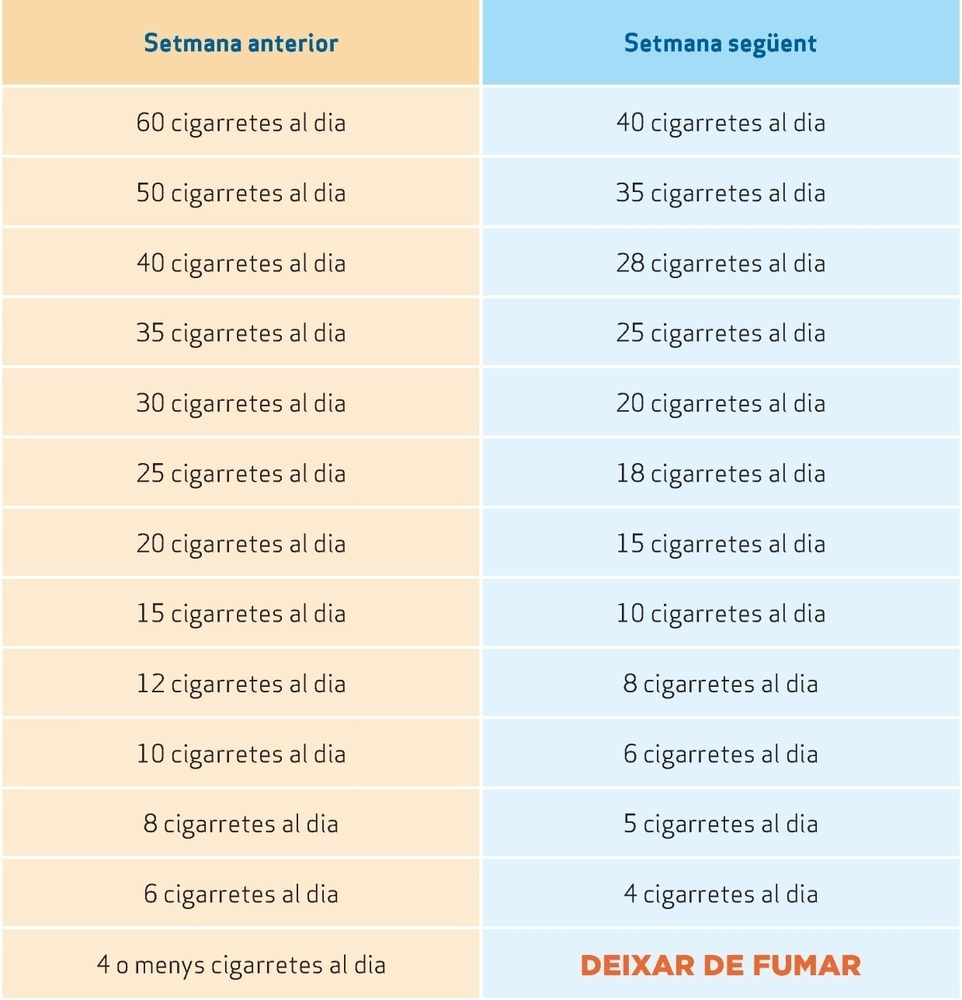 Setmana anterior Setmana següent
60 cigarretes al dia 40 cigarretes al dia
50 cigarretes al dia 35 cigarretes al dia
40 cigarretes al dia 28 cigarretes al dia
35 cigarretes al dia 25 cigarretes al dia
30 cigarretes al dia 20 cigarretes al dia
25 cigarretes al dia 18 cigarretes al dia
20 cigarretes al dia 15 cigarretes al dia
15 cigarretes al dia 10 cigarretes al dia
12 cigarretes al dia 8 cigarretes al dia
10 cigarretes al dia 6 cigarretes al dia
8 cigarretes al dia 5 cigarretes al dia
6 cigarretes al dia 4 cigarretes al dia
4 o menys cigarretes al dia DEIXAR DE FUMAR